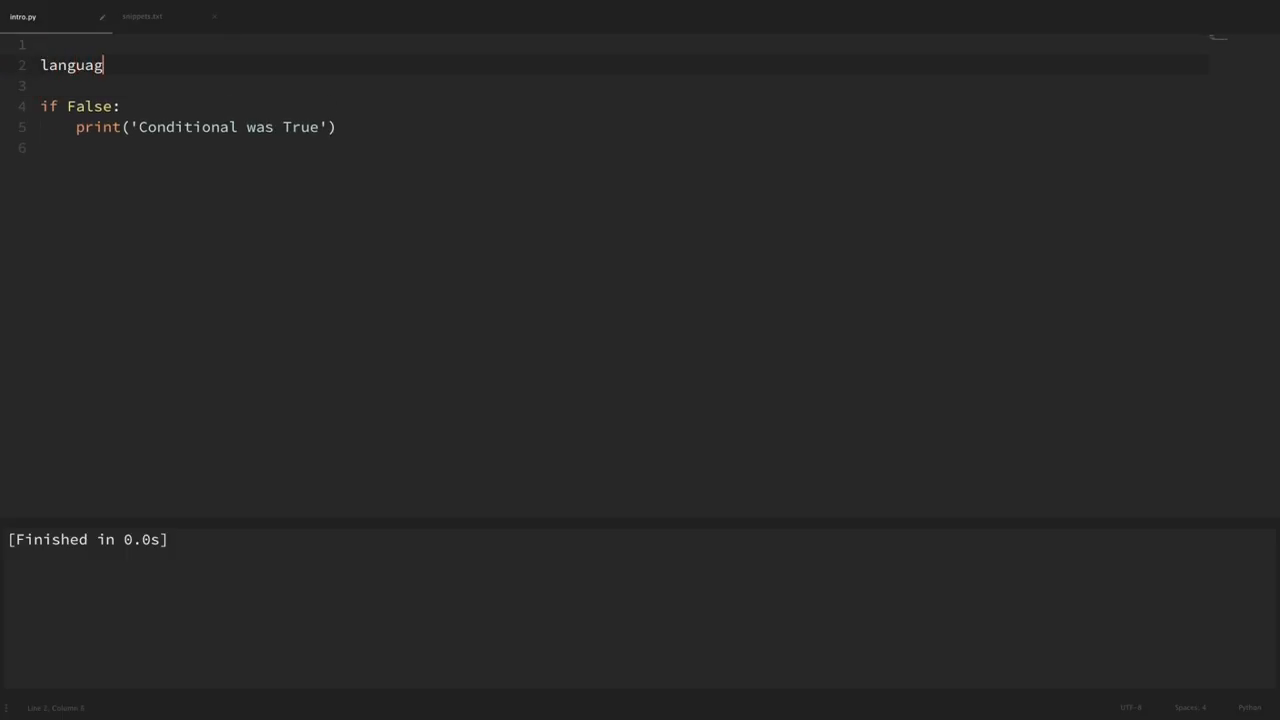 intro.py
snippets.txt
1
2 languag
3
4 if False:
5     print('Conditional was True')
6
[Finished in 0.0s]
Line 2, Column 8
UTF-8
Spaces, 4
Python